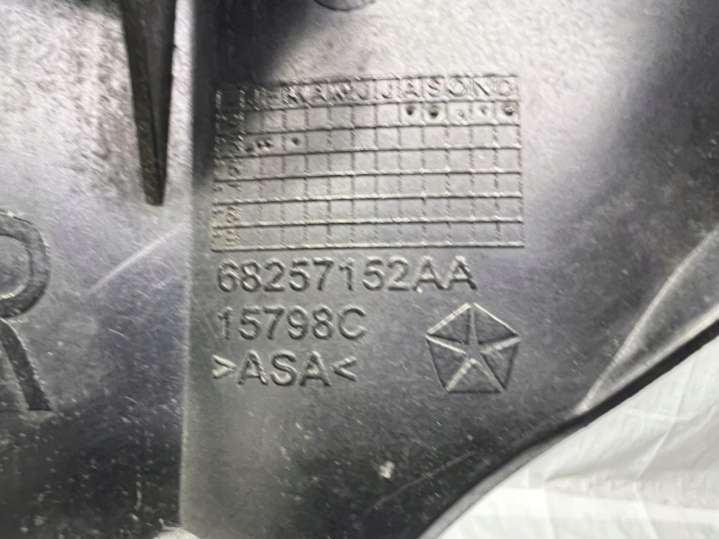 JFMAMJJASOND
R
68257152AA
15798C
>ASA<